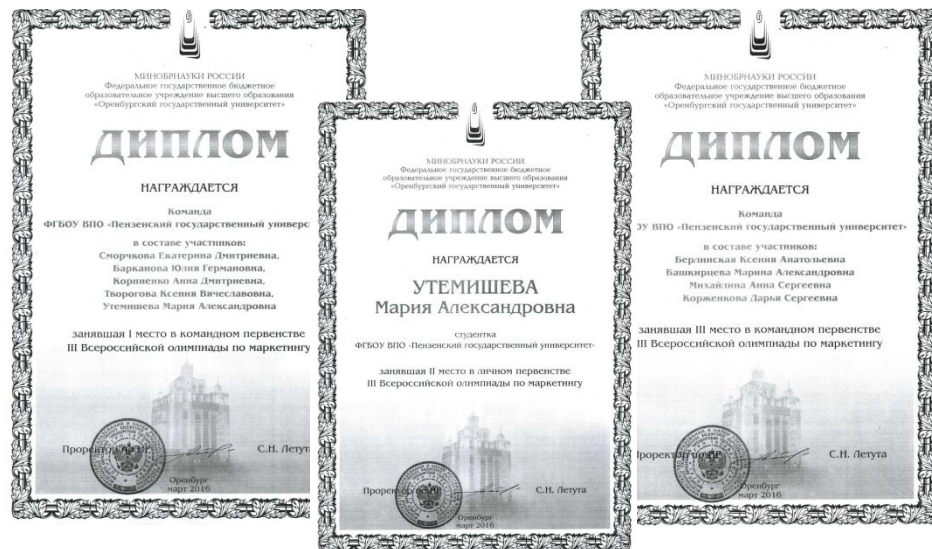 МИНОБРНАУКИ РОССИИ
Федеральное государственное бюджетное
образовательное учреждение высшего образования
«Оренбургский государственный университет»
ДИПЛОМ
НАГРАЖДАЕТСЯ
Команда
ФГБОУ ВПО «Пензенский государственный универс
в составе участников:
Сморчкова Екатерина Дмитриевна,
Барканова Юлия Германовна,
Корниенко Анна Дмитриевна,
Творогова Ксения Вячеславовна,
Утемишева Мария Александровна
занявшая I место в командном первенстве
III Всероссийской олимпиады по маркетингу
Проректор С.Н. Летута
Оренбург
март 2016
МИНОБРНАУКИ РОССИИ
Федеральное государственное бюджетное
образовательное учреждение высшего образования
«Оренбургский государственный университет»
ДИПЛОМ
НАГРАЖДАЕТСЯ
УТЕМИШЕВА
Мария Александровна
студентка
ФГБОУ ВПО «Пензенский государственный университет»
занявшая II место в личном первенстве
III Всероссийской олимпиады по маркетингу
Проректор С.Н. Летута
Оренбург
март 2016
МИНОБРНАУКИ РОССИИ
Федеральное государственное бюджетное
образовательное учреждение высшего образования
«Оренбургский государственный университет»
ДИПЛОМ
НАГРАЖДАЕТСЯ
Команда
ОУ ВПО «Пензенский государственный университет»
в составе участников:
Берлинская Ксения Анатольевна
Башкирцева Марина Александровна
Михайлина Анна Сергеевна
Корженкова Дарья Сергеевна
занявшая III место в командном первенстве
III Всероссийской олимпиады по маркетингу
Проректор С.Н. Летута
Оренбург
март 2016